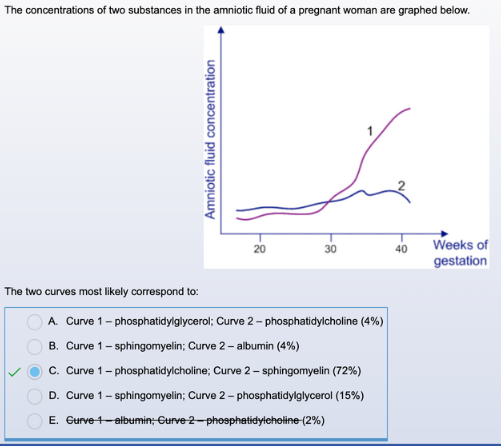 The concentrations of two substances in the amniotic fluid of a pregnant woman are graphed below.
Amniotic fluid concentration
1
2
20 30 40 Weeks of
gestation
The two curves most likely correspond to:
A. Curve 1 – phosphatidylglycerol; Curve 2 – phosphatidylcholine (4%)
B. Curve 1 – sphingomyelin; Curve 2 – albumin (4%)
C. Curve 1 – phosphatidylcholine; Curve 2 – sphingomyelin (72%)
D. Curve 1 – sphingomyelin; Curve 2 – phosphatidylglycerol (15%)
E. Curve 1 – albumin; Curve 2 – phosphatidylcholine (2%)